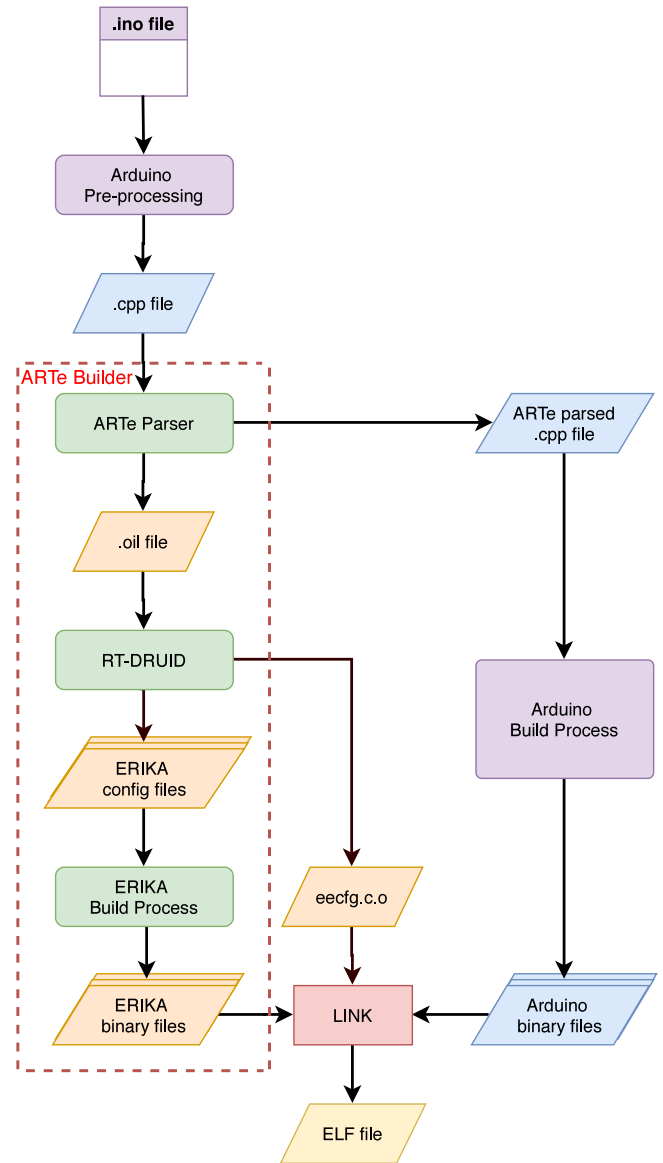 .ino file
Arduino
Pre-processing
.cpp file
ARTe Builder
ARTe Parser
ARTe parsed
.cpp file
.oil file
RT-DRUID
Arduino
Build Process
ERIKA
config files
ERIKA
Build Process
eecfg.c.o
ERIKA
binary files
LINK
Arduino
binary files
ELF file